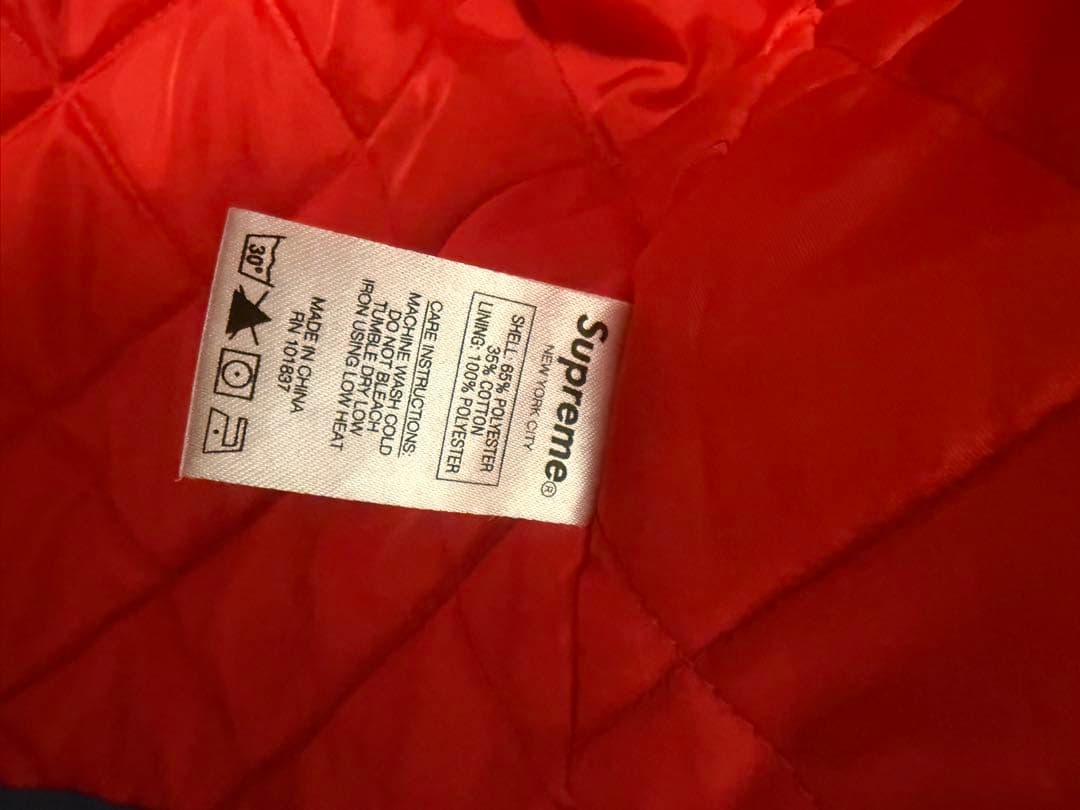 Supreme®
NEW YORK CITY
SHELL: 65% POLYESTER
35% COTTON
LINING: 100% POLYESTER
CARE INSTRUCTIONS:
MACHINE WASH COLD
DO NOT BLEACH
TUMBLE DRY LOW
IRON USING LOW HEAT
MADE IN CHINA
RN 101837
30°